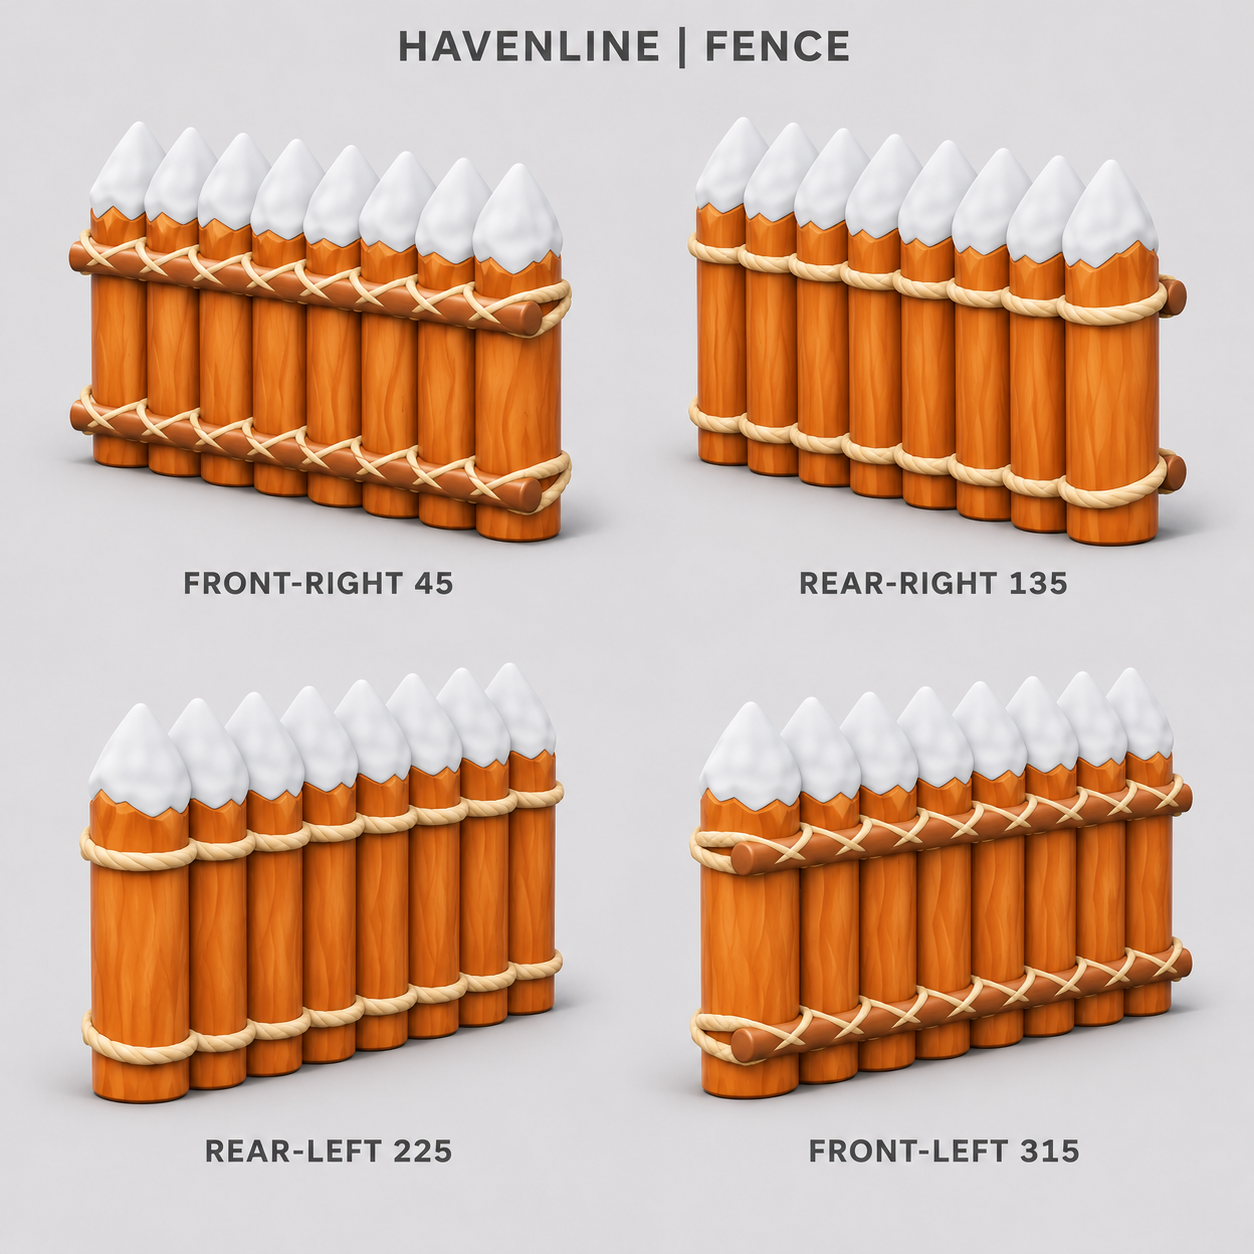 HAVENLINE | FENCE
FRONT-RIGHT 45
REAR-RIGHT 135
REAR-LEFT 225
FRONT-LEFT 315